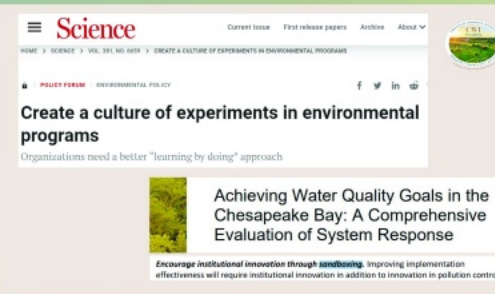 Science
Current Issue First release papers Archive About
HOME > SCIENCE > VOL. 381, NO. 6659 > CREATE A CULTURE OF EXPERIMENTS IN ENVIRONMENTAL PROGRAMS
POLICY FORUM ENVIRONMENTAL POLICY
Create a culture of experiments in environmental
programs
Organizations need a better "learning by doing" approach
Achieving Water Quality Goals in the
Chesapeake Bay: A Comprehensive
Evaluation of System Response
Encourage institutional innovation through sandboxing. Improving implementation
effectiveness will require institutional innovation in addition to innovation in pollution contro